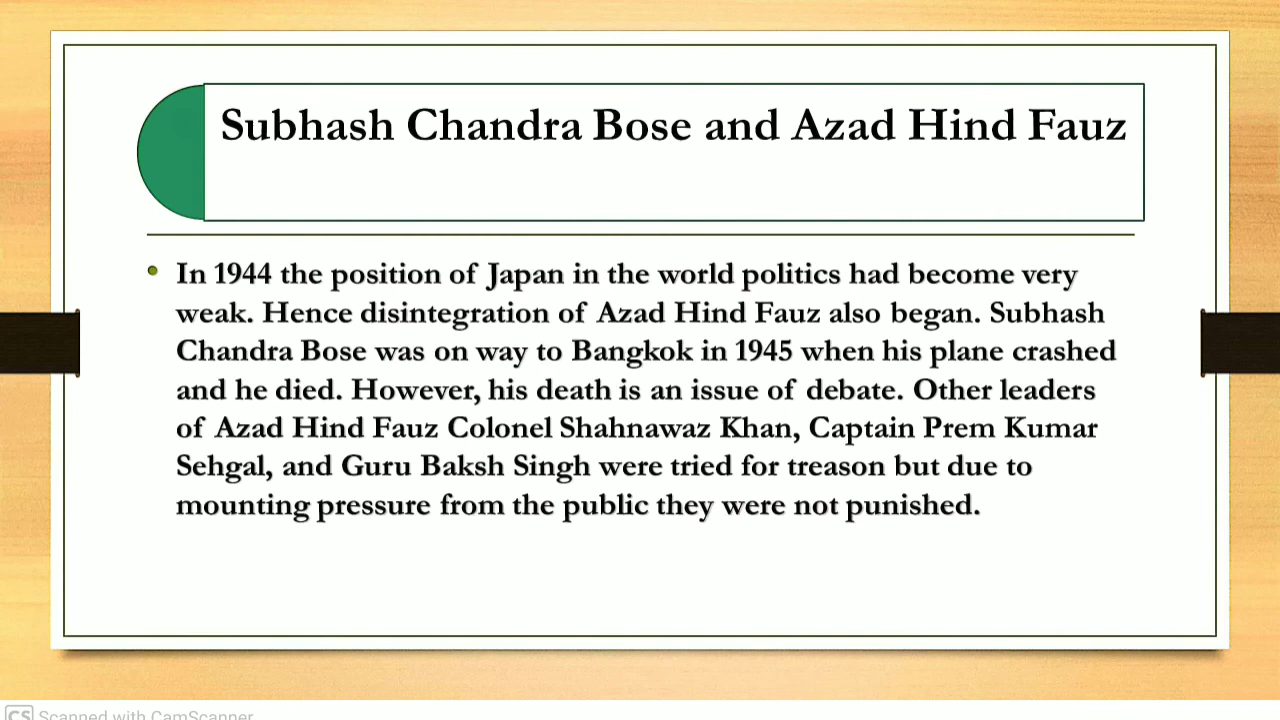 Subhash Chandra Bose and Azad Hind Fauz
• In 1944 the position of Japan in the world politics had become very
weak. Hence disintegration of Azad Hind Fauz also began. Subhash
Chandra Bose was on way to Bangkok in 1945 when his plane crashed
and he died. However, his death is an issue of debate. Other leaders
of Azad Hind Fauz Colonel Shahnawaz Khan, Captain Prem Kumar
Sehgal, and Guru Baksh Singh were tried for treason but due to
mounting pressure from the public they were not punished.
CS Scanned with CamScanner